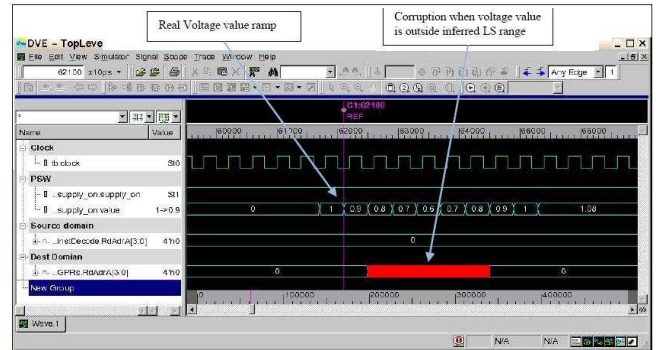 Real Voltage value ramp
Corruption when voltage value
is outside inferred LS range
DVE - TopLeve
File Edit View Simulator Signal Scope Trace Window Help
62100 x10ps
Any Edge 1
C1:62100
REF
Name Value
60000 61000 62000 63000 64000 65000 66000
Clock
tb.clock St0
PSW
..supply_on.supply_on St1
..supply_on.value 1->0.9 0 1 0.9 0.8 0.7 0.6 0.7 0.8 0.9 1 1.08
Source domain
...InstDecode.RdAdrA[3:0] 4'h0 0
Dest Domian
...GPRs.RdAdrA[3:0] 4'h0 0 0
New Group
0 100000 200000 300000 400000
Wave.1
N/A N/A